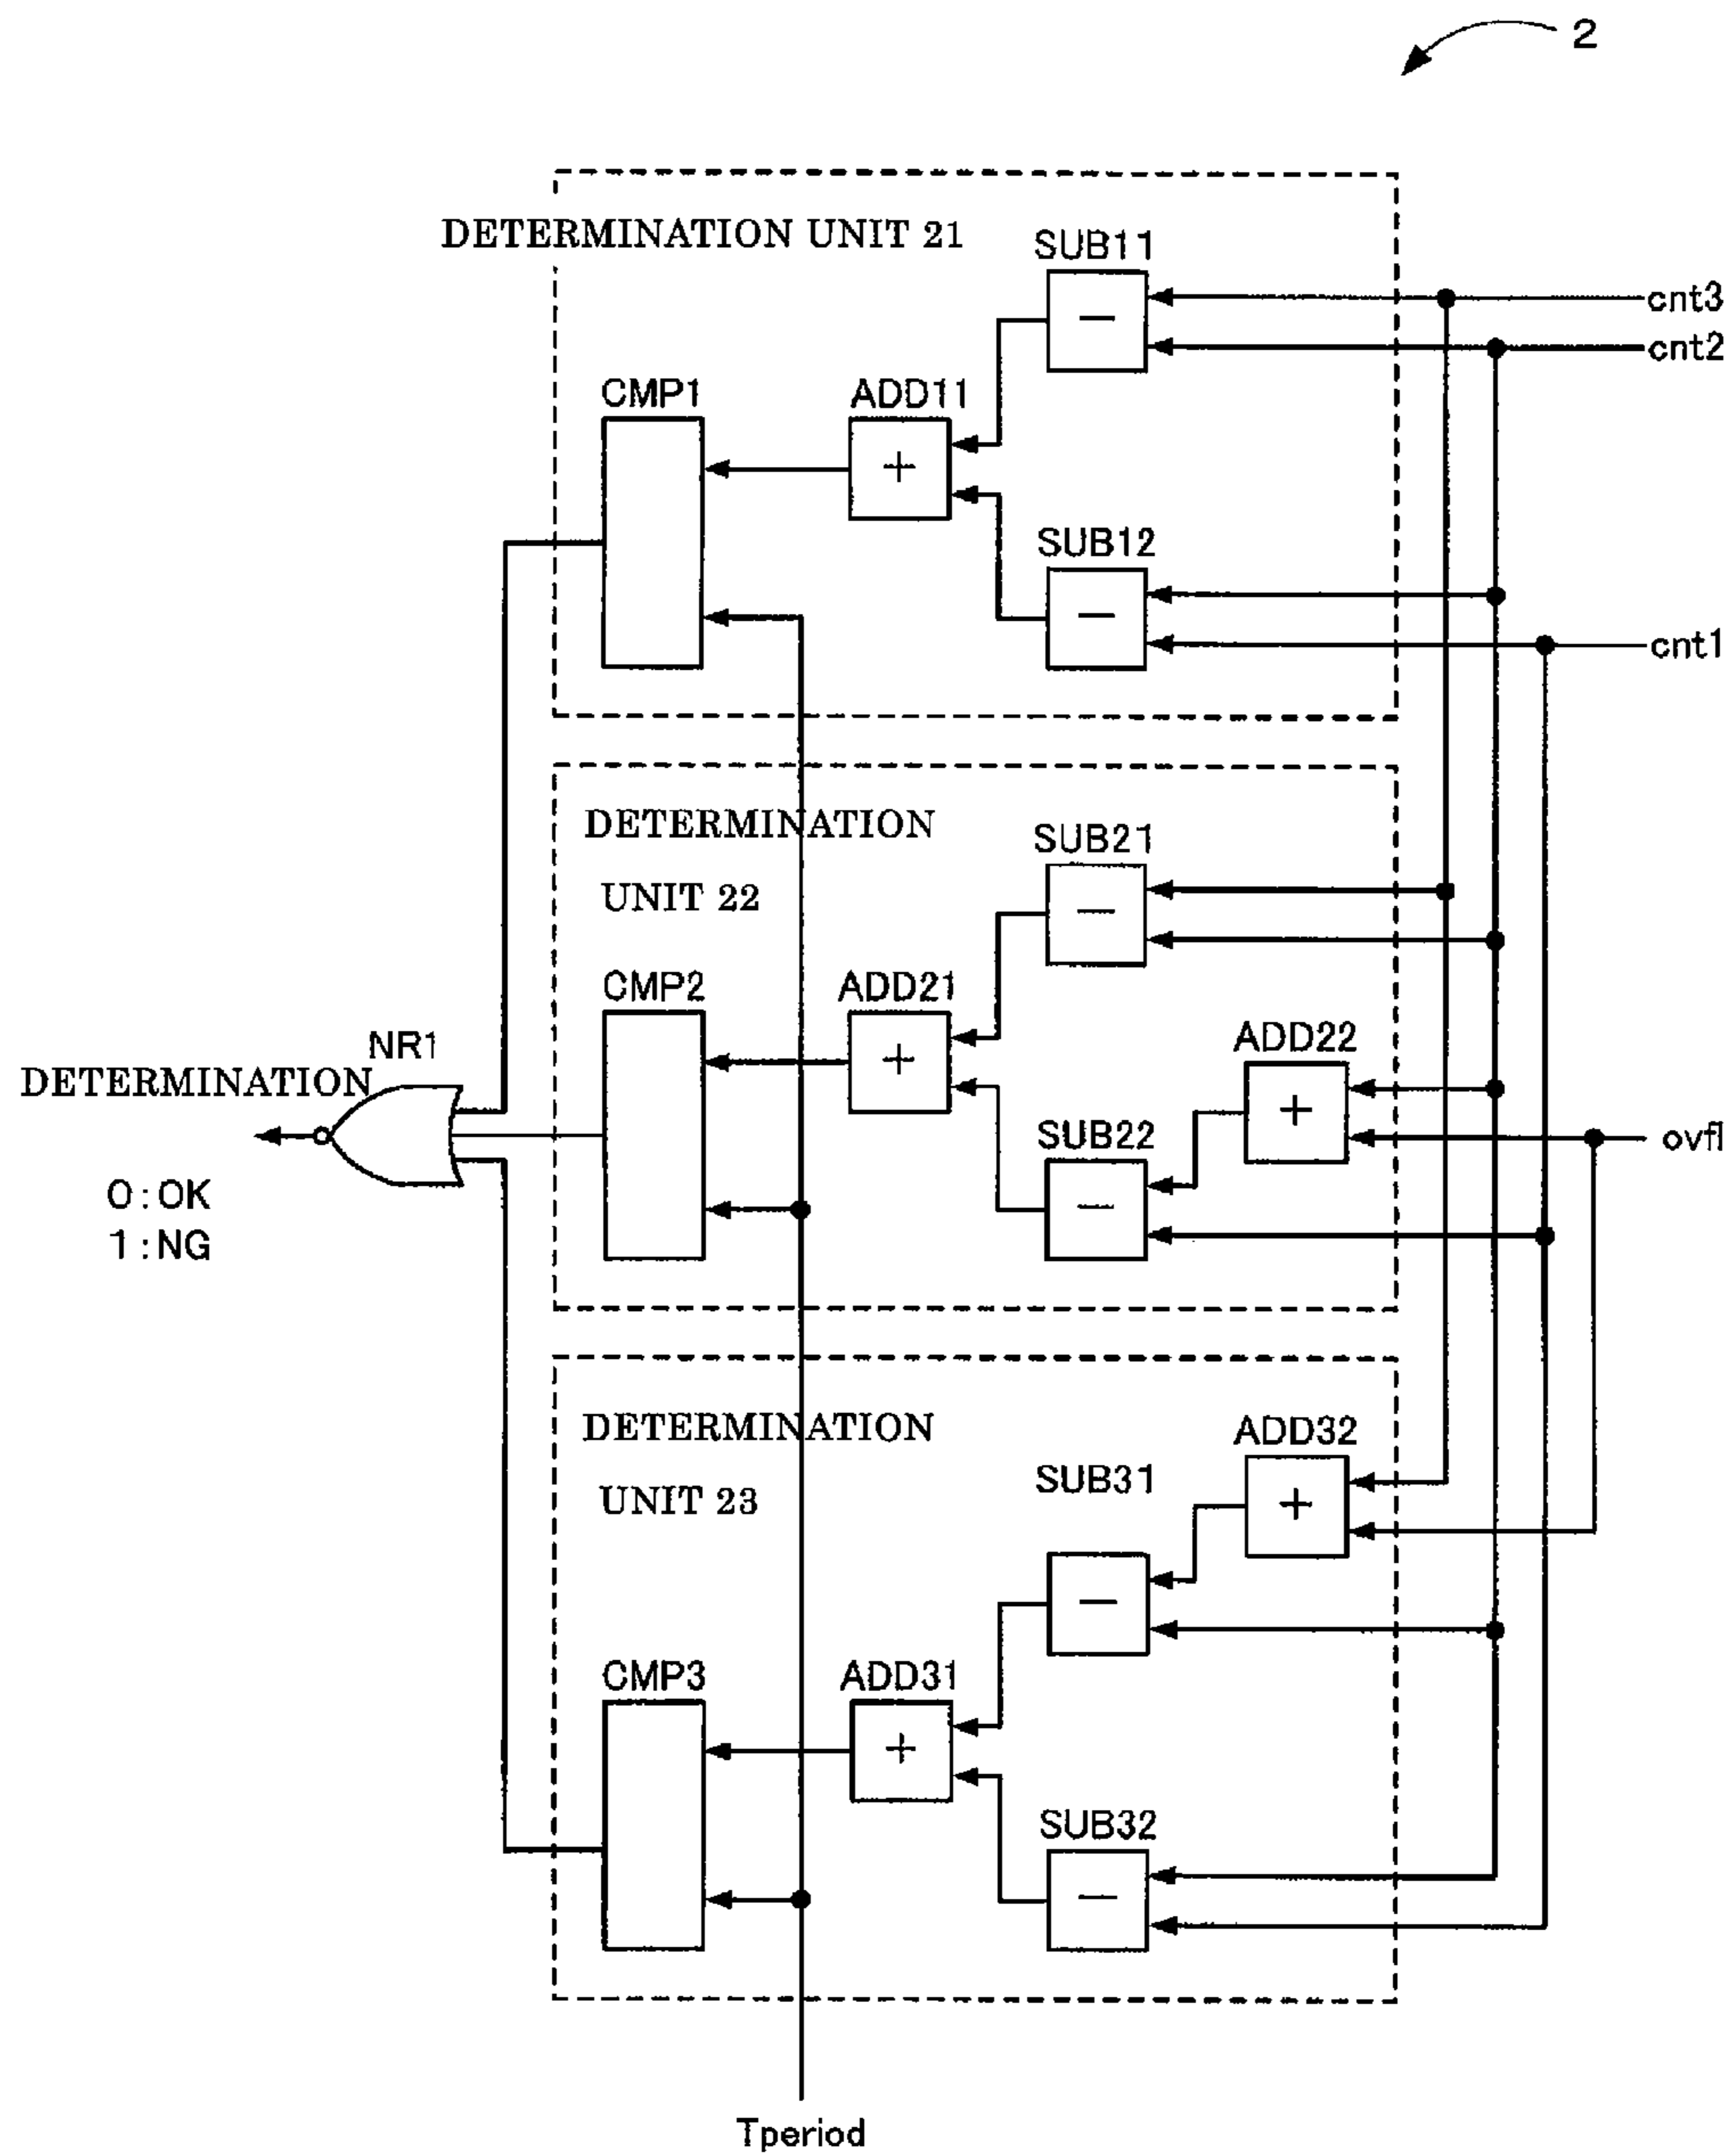 2
DETERMINATION UNIT 21
SUB11
cnt3
cnt2
CMP1
ADD11
SUB12
cnt1
DETERMINATION
UNIT 22
SUB21
CMP2
ADD21
ADD22
NR1
DETERMINATION
SUB22
ovfl
0:OK
1:NG
DETERMINATION
UNIT 23
ADD32
SUB31
CMP3
ADD31
SUB32
Tperiod